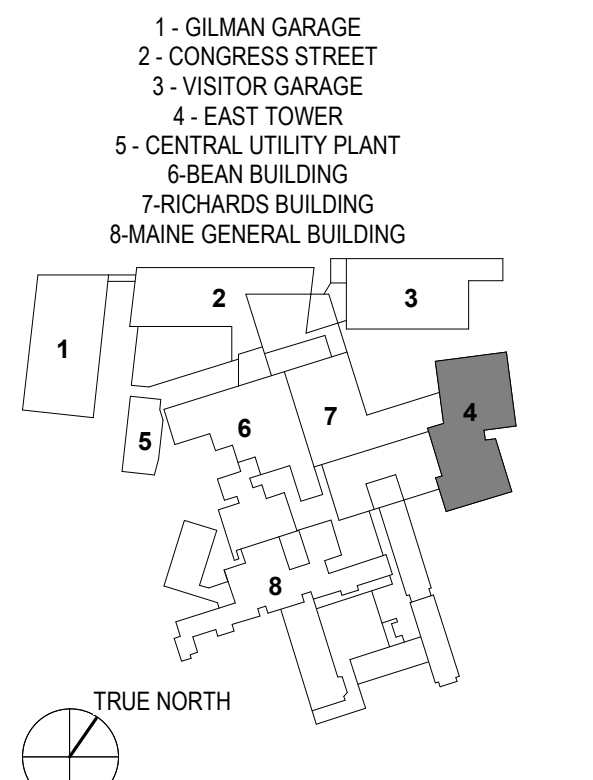 1 - GILMAN GARAGE
2 - CONGRESS STREET
3 - VISITOR GARAGE
4 - EAST TOWER
5 - CENTRAL UTILITY PLANT
6-BEAN BUILDING
7-RICHARDS BUILDING
8-MAINE GENERAL BUILDING
2
3
1
4
7
6
5
8
TRUE NORTH